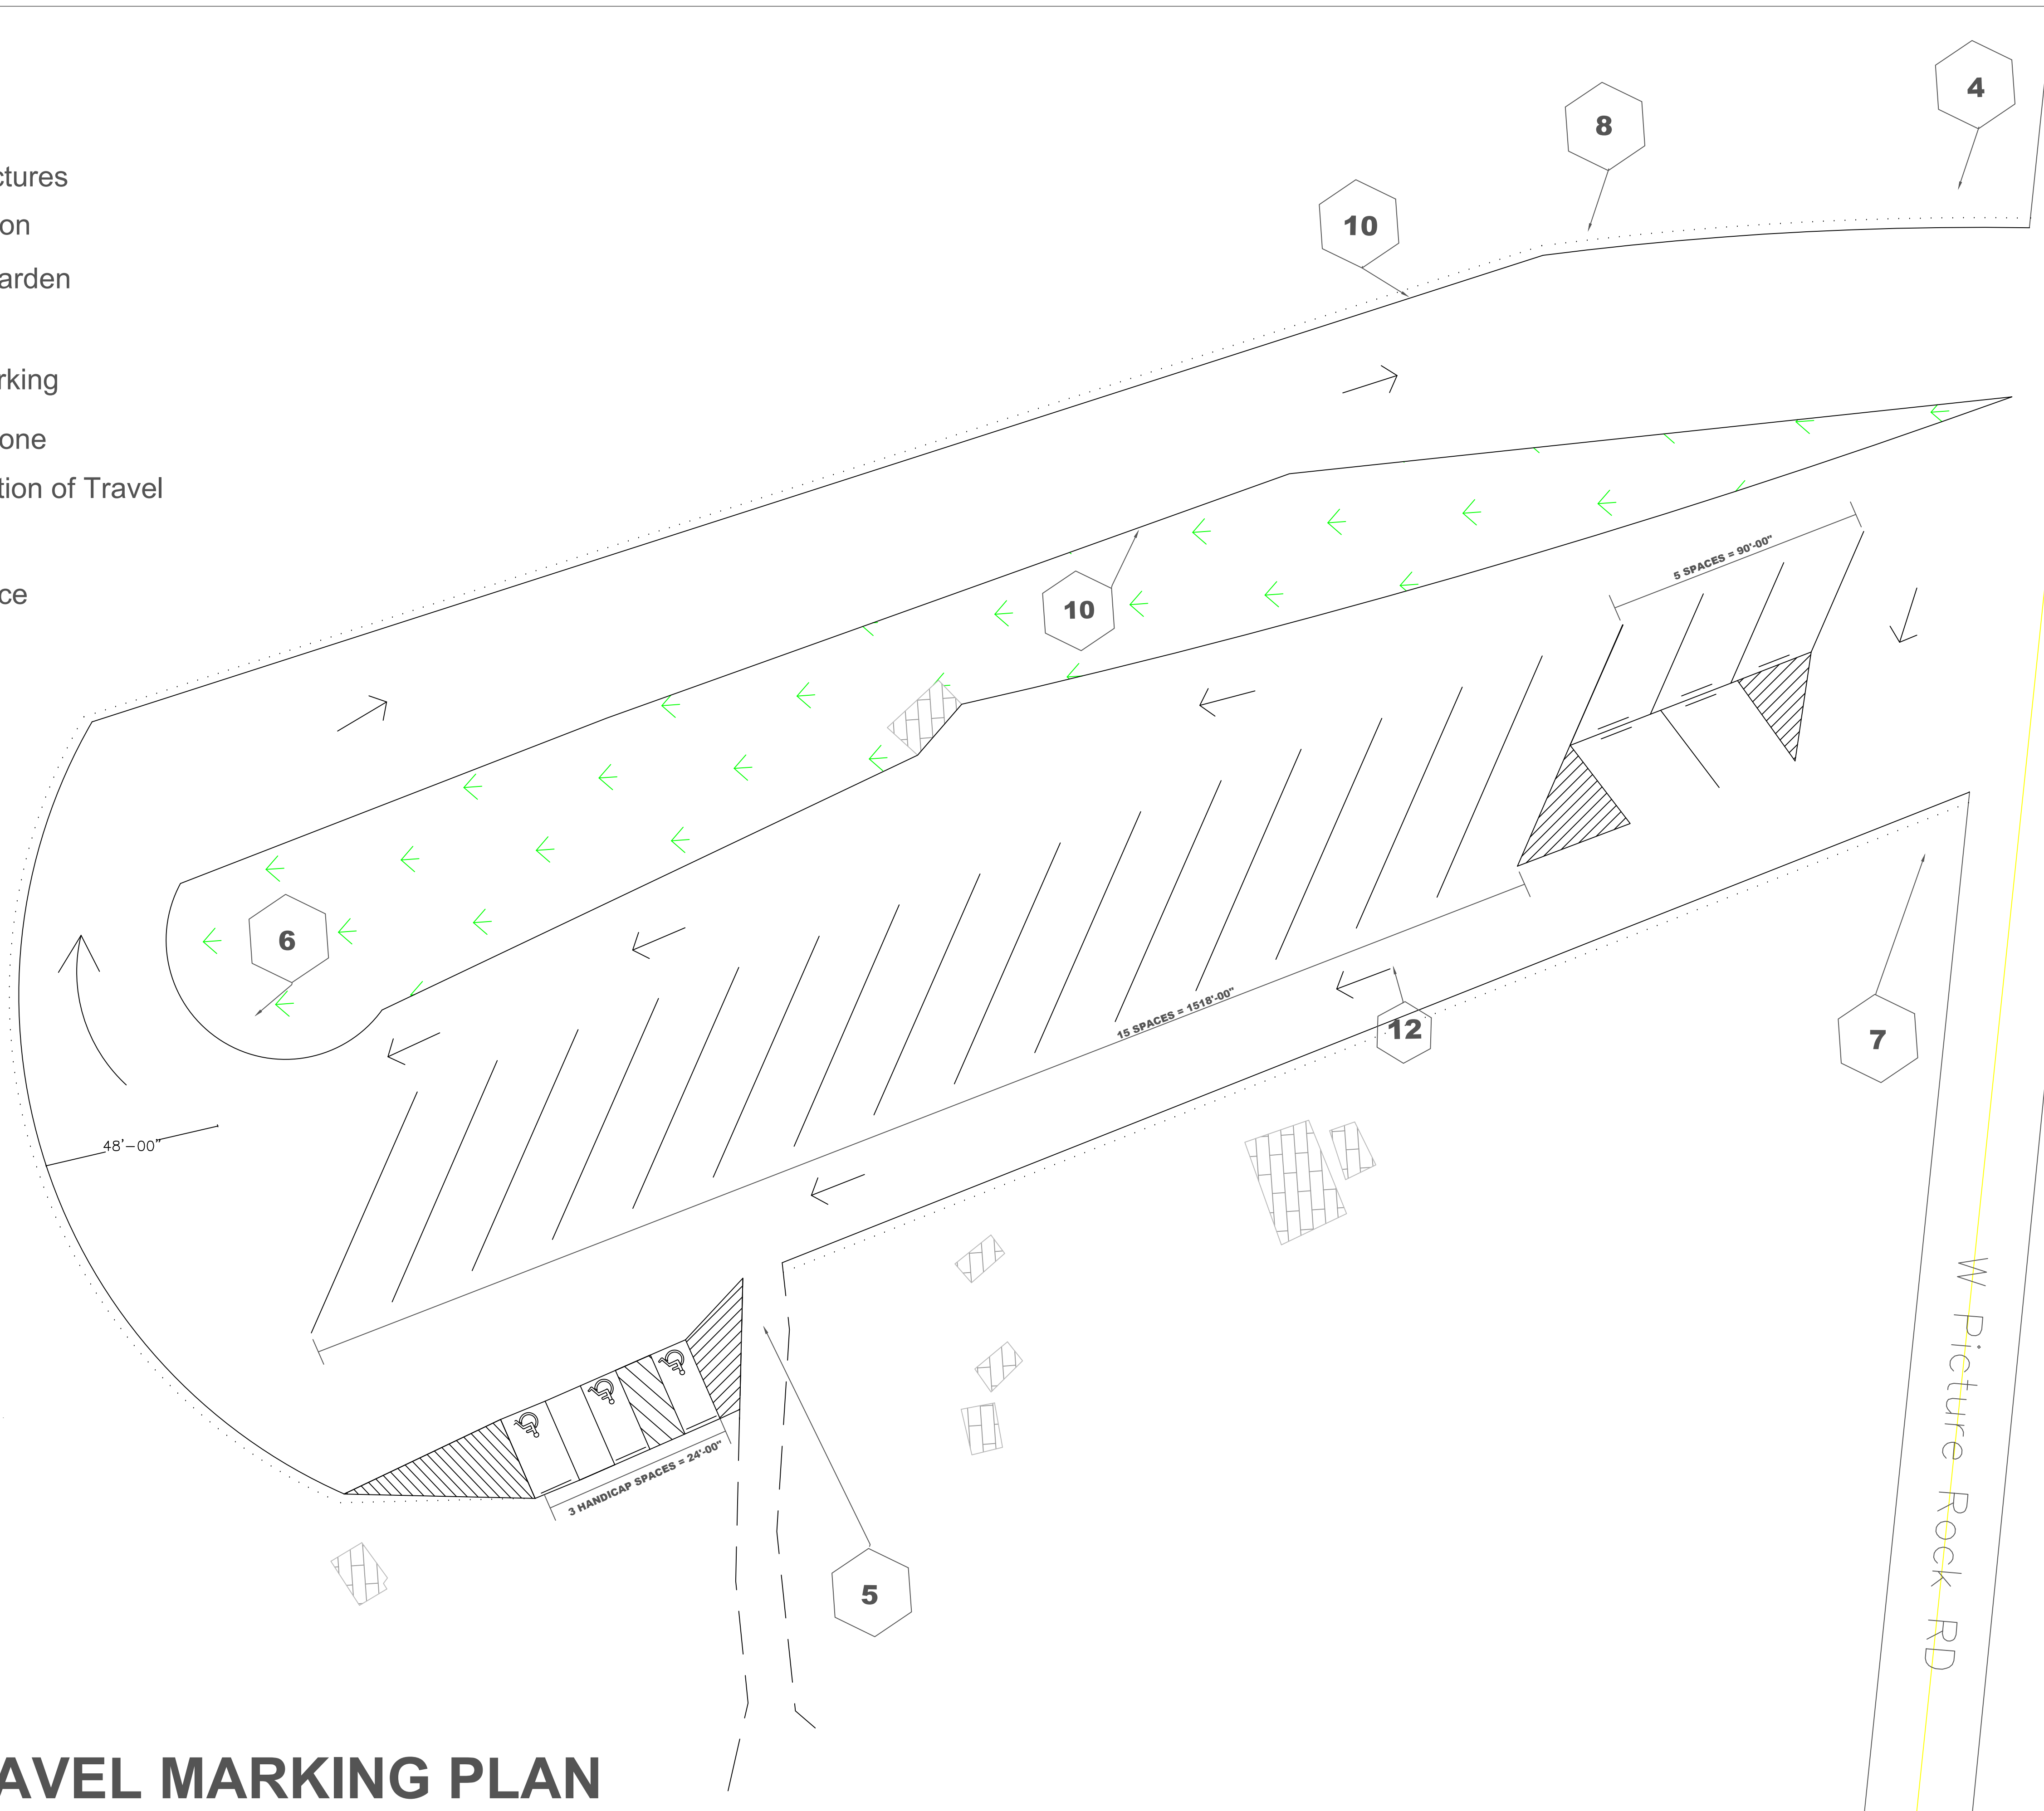 4
8
10
ctures
on
arden
rking
one
tion of Travel
ce
5 SPACES = 90'-00"
10
6
15 SPACES = 1518'-00"
12
7
48'-00"
3 HANDICAP SPACES = 24'-00"
5
W Picture Rock RD
AVEL MARKING PLAN